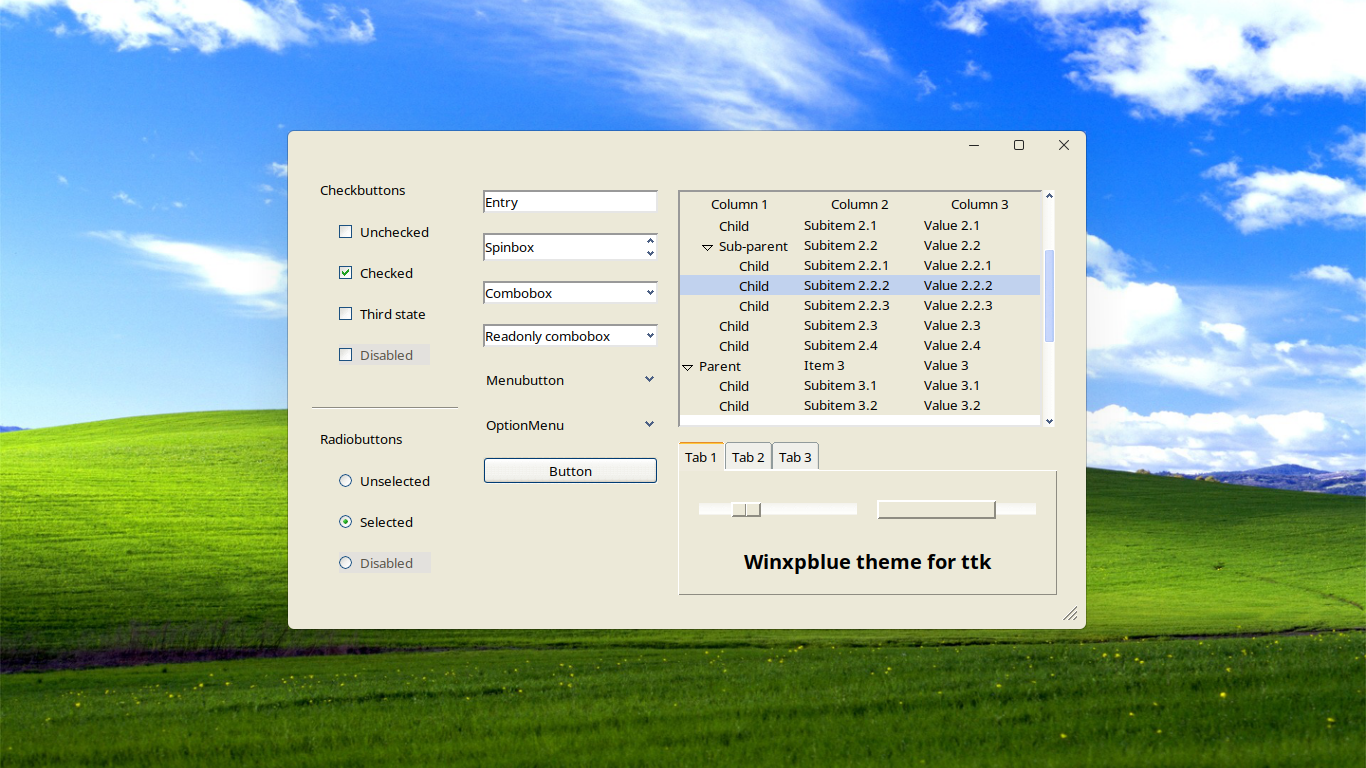 Checkbuttons
Unchecked
Checked
Third state
Disabled
Radiobuttons
Unselected
Selected
Disabled
Entry
Spinbox
Combobox
Readonly combobox
Menubutton
OptionMenu
Button
Column 1 Column 2 Column 3
Child Subitem 2.1 Value 2.1
Sub-parent Subitem 2.2 Value 2.2
Child Subitem 2.2.1 Value 2.2.1
Child Subitem 2.2.2 Value 2.2.2
Child Subitem 2.2.3 Value 2.2.3
Child Subitem 2.3 Value 2.3
Child Subitem 2.4 Value 2.4
Parent Item 3 Value 3
Child Subitem 3.1 Value 3.1
Child Subitem 3.2 Value 3.2
Tab 1 Tab 2 Tab 3
Winxpblue theme for ttk